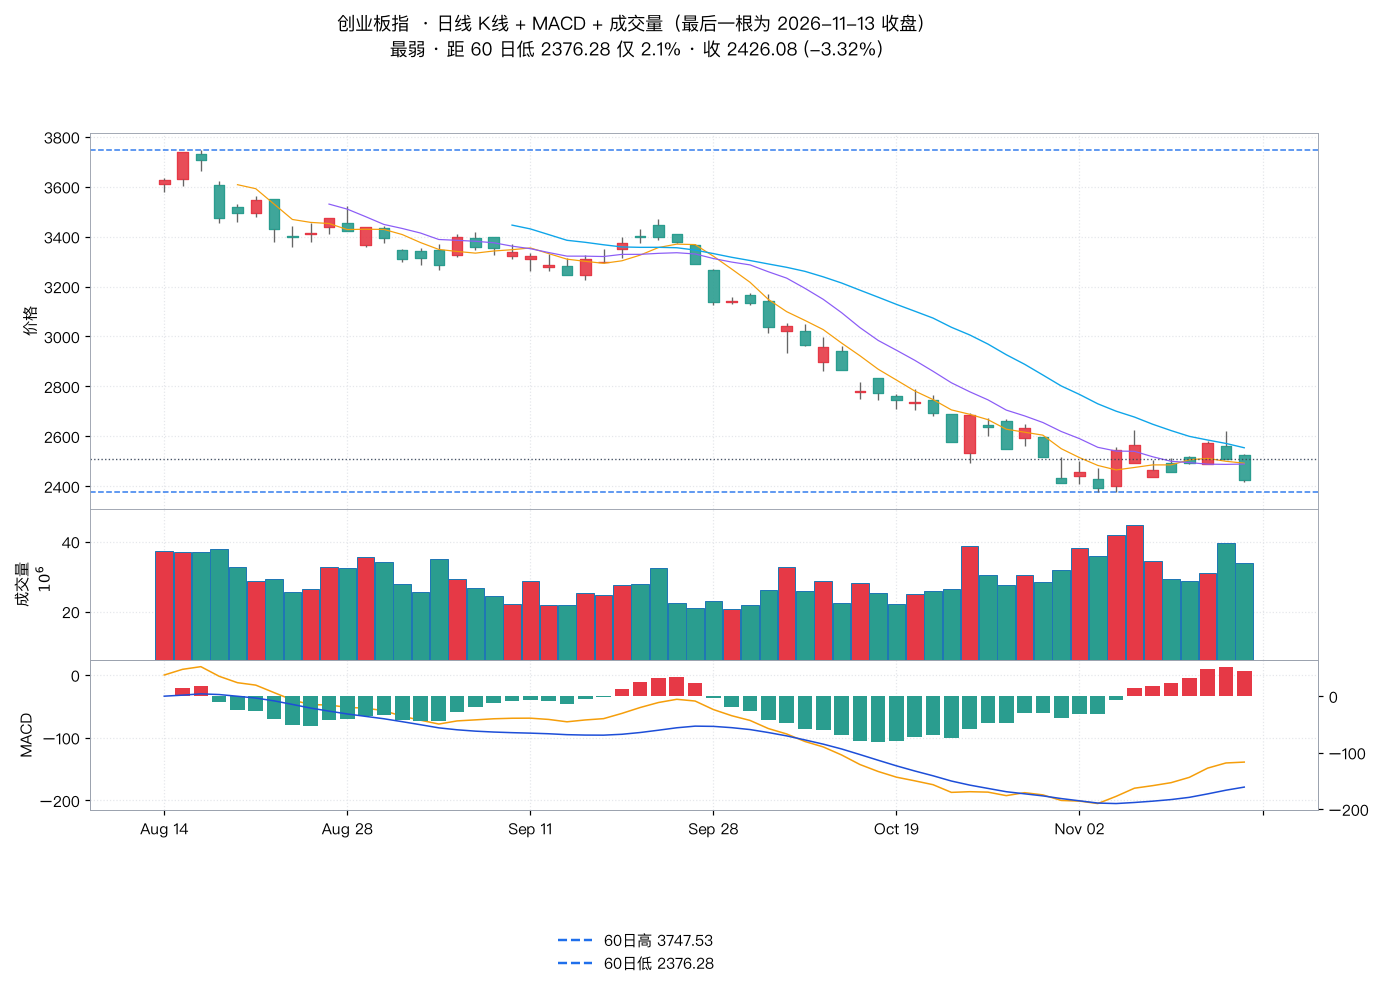 创业板指 · 日线 K线 + MACD + 成交量（最后一根为 2026−11−13 收盘）
最弱 · 距 60 日低 2376.28 仅 2.1% · 收 2426.08 (−3.32%)
3800
3600
3400
3200
3000
2800
2600
2400
价格
40
20
成交量
10⁶
0
−100
−200
MACD
0
−100
−200
Aug 14
Aug 28
Sep 11
Sep 28
Oct 19
Nov 02
60日高 3747.53
60日低 2376.28